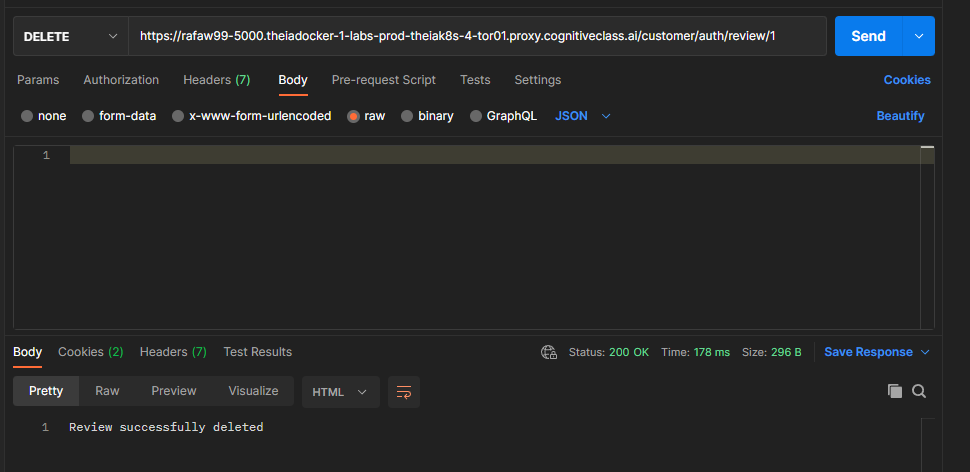 DELETE https://rafaw99-5000.theiadocker-1-labs-prod-theiak8s-4-tor01.proxy.cognitiveclass.ai/customer/auth/review/1 Send
Params Authorization Headers (7) Body Pre-request Script Tests Settings Cookies
none form-data x-www-form-urlencoded raw binary GraphQL JSON Beautify
1
Body Cookies (2) Headers (7) Test Results Status: 200 OK Time: 178 ms Size: 296 B Save Response
Pretty Raw Preview Visualize HTML
1 Review successfully deleted